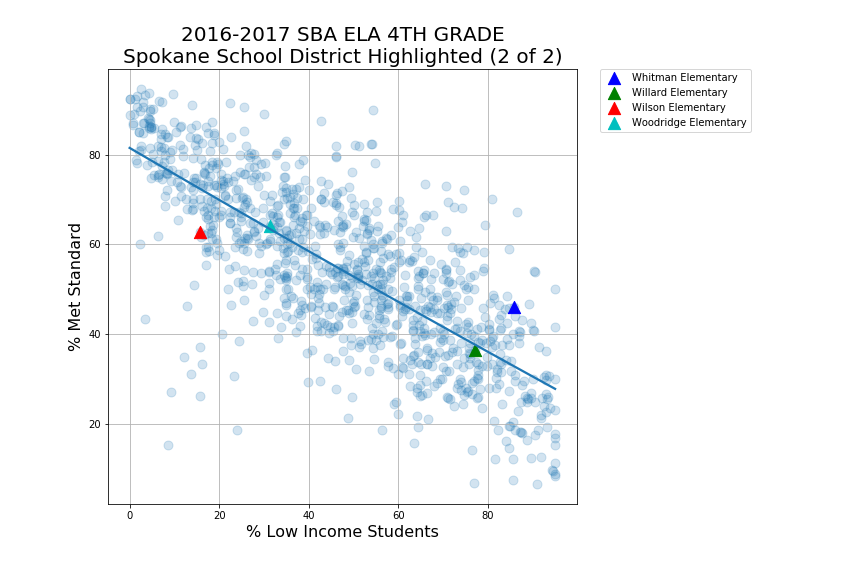 2016-2017 SBA ELA 4TH GRADE
Spokane School District Highlighted (2 of 2)
Whitman Elementary
Willard Elementary
Wilson Elementary
Woodridge Elementary
% Met Standard
80
60
40
20
0 20 40 60 80
% Low Income Students